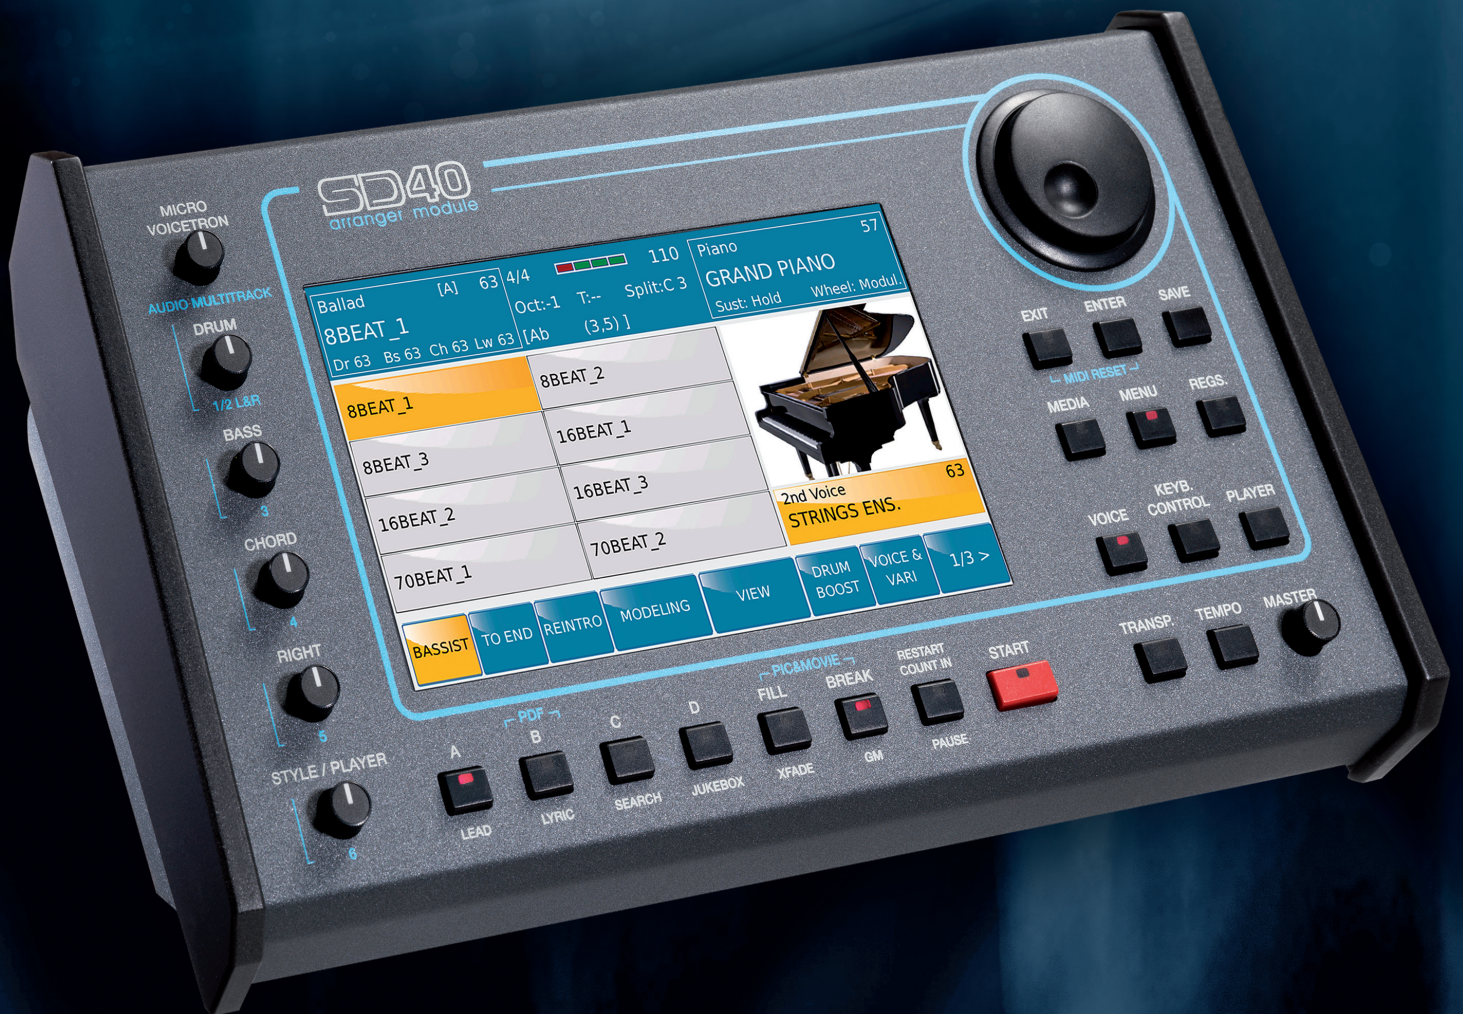 SD40
arranger module
MICRO
VOICETRON
AUDIO MULTITRACK
DRUM
1/2 L&R
BASS
3
CHORD
4
RIGHT
5
STYLE / PLAYER
6
Ballad [A] 63
8BEAT_1
Dr 63 Bs 63 Ch 63 Lw 63
4/4 110
Oct:-1 T:-- Split:C 3
[Ab (3,5) ]
Piano 57
GRAND PIANO
Sust: Hold Wheel: Modul.
8BEAT_1
8BEAT_2
8BEAT_3
16BEAT_1
16BEAT_2
16BEAT_3
70BEAT_1
70BEAT_2
2nd Voice 63
STRINGS ENS.
BASSIST
TO END
REINTRO
MODELING
VIEW
DRUM
BOOST
VOICE &
VARI
1/3 >
EXIT
ENTER
SAVE
MIDI RESET
MEDIA
MENU
REGS.
VOICE
KEYB.
CONTROL
PLAYER
TRANSP.
TEMPO
MASTER
A
LEAD
PDF
B
LYRIC
C
SEARCH
D
JUKEBOX
PIC&MOVIE
FILL
XFADE
BREAK
GM
RESTART
COUNT IN
PAUSE
START